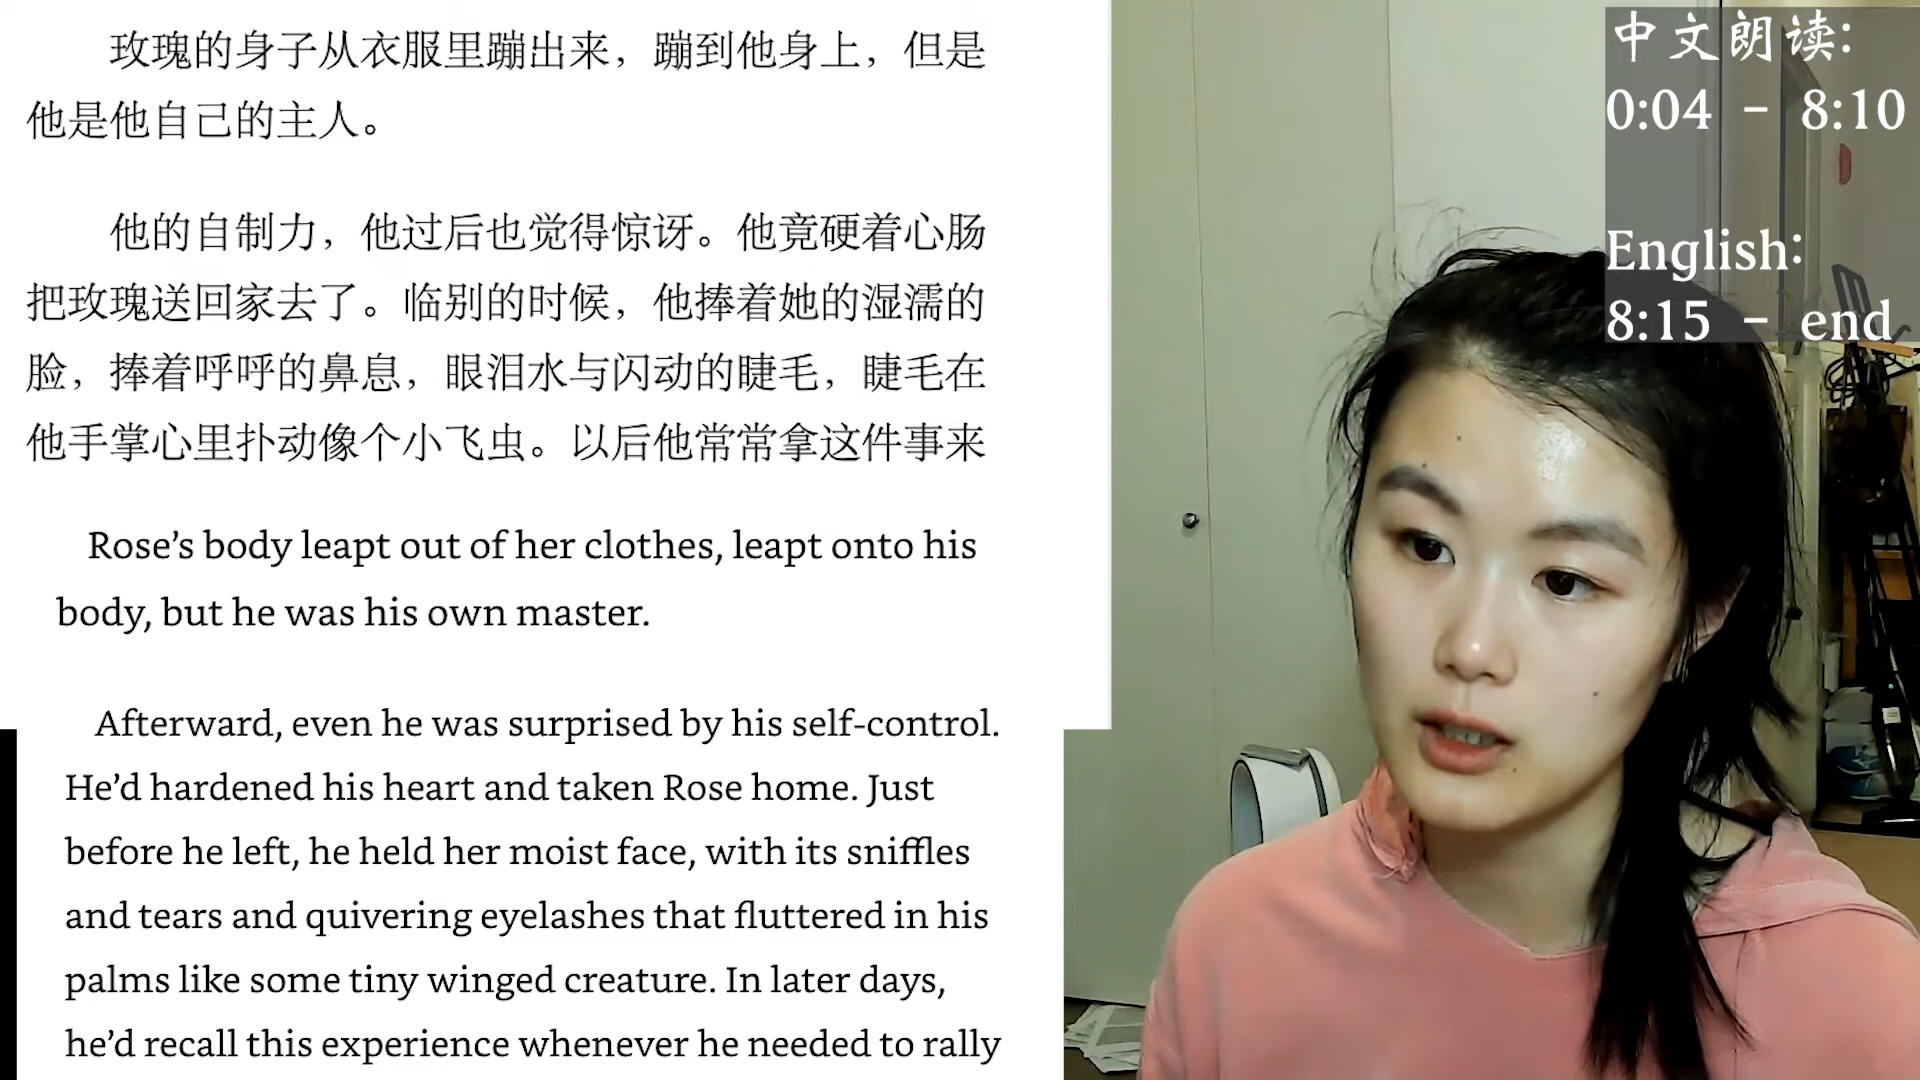 玫瑰的身子从衣服里蹦出来，蹦到他身上，但是
他是他自己的主人。
他的自制力，他过后也觉得惊讶。他竟硬着心肠
把玫瑰送回家去了。临别的时候，他捧着她的湿濡的
脸，捧着呼呼的鼻息，眼泪水与闪动的睫毛，睫毛在
他手掌心里扑动像个小飞虫。以后他常常拿这件事来
Rose’s body leapt out of her clothes, leapt onto his
body, but he was his own master.
Afterward, even he was surprised by his self-control.
He’d hardened his heart and taken Rose home. Just
before he left, he held her moist face, with its sniffles
and tears and quivering eyelashes that fluttered in his
palms like some tiny winged creature. In later days,
he’d recall this experience whenever he needed to rally
中文朗读:
0:04 - 8:10
English:
8:15 - end